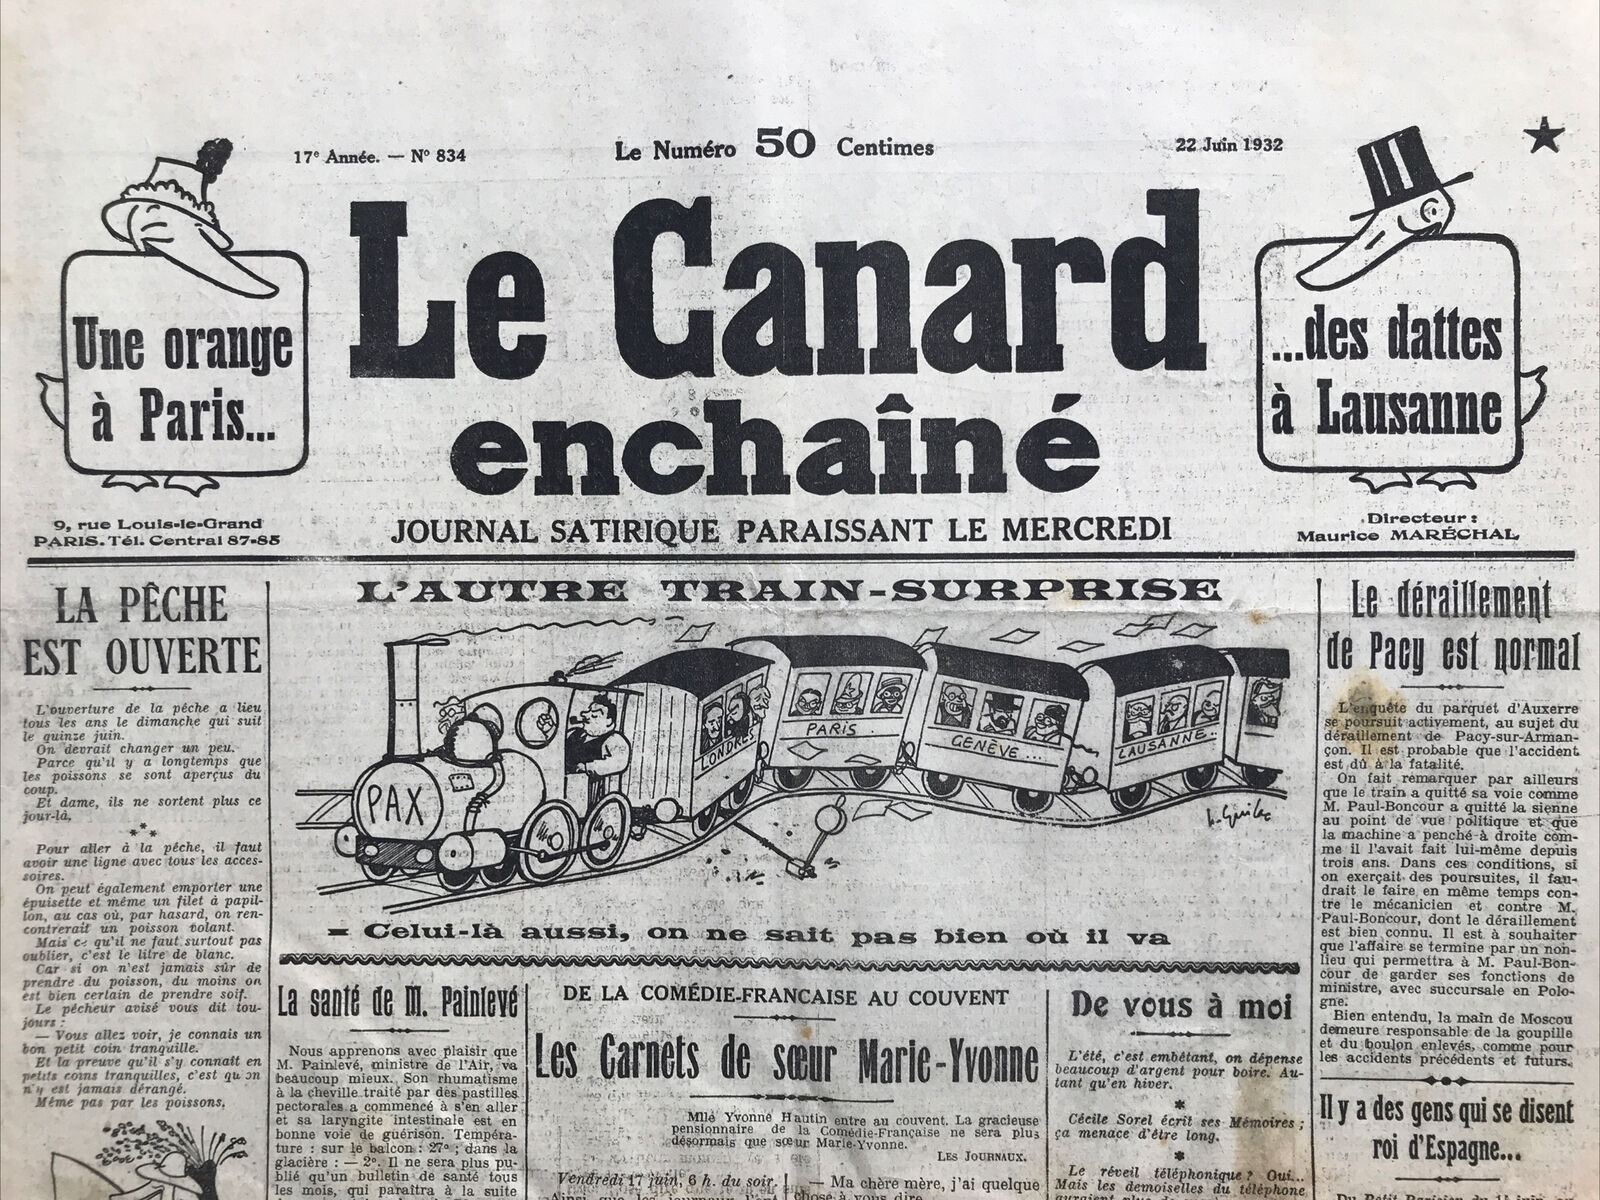 17e Année. — N° 834
Le Numéro 50 Centimes
22 Juin 1932
Une orange
à Paris...
Le Canard
enchaîné
...des dattes
à Lausanne
9, rue Louis-le-Grand
PARIS. Tél. Central 87-85
JOURNAL SATIRIQUE PARAISSANT LE MERCREDI
Directeur :
Maurice MARÉCHAL
LA PÊCHE
EST OUVERTE
L'ouverture de la pêche a lieu
tous les ans le dimanche qui suit
le quinze juin.
On devrait changer un peu.
Parce qu'il y a longtemps que
les poissons se sont aperçus du
coup.
Et dame, ils ne sortent plus ce
jour-là.
* * *
Pour aller à la pêche, il faut
avoir une ligne avec tous les acces-
soires.
On peut également emporter une
épuisette et même un filet à papil-
lon, au cas où, par hasard, on ren-
contrerait un poisson volant.
Mais ce qu'il ne faut surtout pas
oublier, c'est le litre de blanc.
Car si on n'est jamais sûr de
prendre du poisson, du moins on
est bien certain de prendre soif.
Le pêcheur avisé vous dit tou-
jours :
— Vous allez voir, je connais un
bon petit coin tranquille.
Et la preuve qu'il s'y connaît en
petits coins tranquilles, c'est qu'on
n'y est jamais dérangé.
Même pas par les poissons.
L'AUTRE TRAIN-SURPRISE
PAX
LONDRES
PARIS
GENÈVE ...
LAUSANNE...
= Celui-là aussi, on ne sait pas bien où il va
La santé de M. Painlevé
Nous apprenons avec plaisir que
M. Painlevé, ministre de l'Air, va
beaucoup mieux. Son rhumatisme
à la cheville traité par des pastilles
pectorales a commencé à s'en aller
et sa laryngite intestinale est en
bonne voie de guérison. Tempéra-
ture : sur le balcon : 27° ; dans la
glacière : — 2°. Il ne sera plus pu-
blié qu'un bulletin de santé tous
les mois, qui paraîtra à la suite
DE LA COMÉDIE-FRANCAISE AU COUVENT
Les Carnets de sœur Marie-Yvonne
Mlle Yvonne Hautin entre au couvent. La gracieuse
pensionnaire de la Comédie-Française ne sera plus
désormais que sœur Marie-Yvonne.
LES JOURNAUX.
Vendredi 17 juin, 6 h. du soir.
— Ma chère mère, j'ai quelque
chose à vous dire.
De vous à moi
L'été, c'est embêtant, on dépense
beaucoup d'argent pour boire. Au-
tant qu'en hiver.
*
Cécile Sorel écrit ses Mémoires ;
ça menace d'être long.
*
Le réveil téléphonique ? Oui...
Mais les demoiselles du téléphone
Le déraillement
de Pacy est normal
L'enquête du parquet d'Auxerre
se poursuit activement, au sujet du
déraillement de Pacy-sur-Arman-
çon. Il est probable que l'accident
est dû à la fatalité.
On fait remarquer par ailleurs
que le train a quitté sa voie comme
M. Paul-Boncour a quitté la sienne
au point de vue politique et que
la machine a penché à droite com-
me il l'avait fait lui-même depuis
trois ans. Dans ces conditions, si
on exerçait des poursuites, il fau-
drait le faire en même temps con-
tre le mécanicien et contre M.
Paul-Boncour, dont le déraillement
est bien connu. Il est à souhaiter
que l'affaire se termine par un non-
lieu qui permettra à M. Paul-Bon-
cour de garder ses fonctions de
ministre, avec succursale en Polo-
gne.
Bien entendu, la main de Moscou
demeure responsable de la goupille
et du boulon enlevés, comme pour
les accidents précédents et futurs.
Il y a des gens qui se disent
roi d'Espagne...